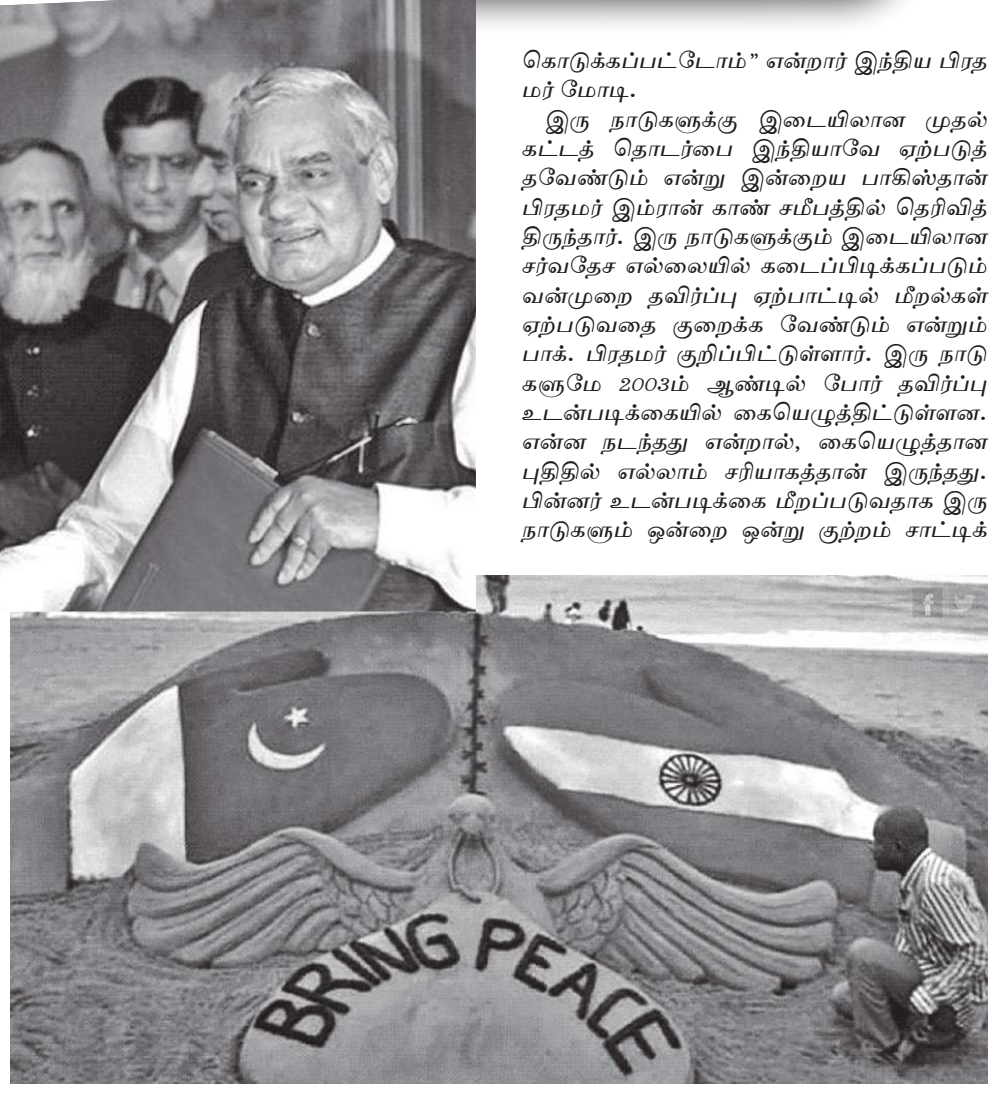 கொடுக்கப்பட்டோம்” என்றார் இந்திய பிரத
மர் மோடி.
இரு நாடுகளுக்கு இடையிலான முதல்
கட்டத் தொடர்பை இந்தியாவே ஏற்படுத்
தவேண்டும் என்று இன்றைய பாகிஸ்தான்
பிரதமர் இம்ரான் காண் சமீபத்தில் தெரிவித்
திருந்தார். இரு நாடுகளுக்கும் இடையிலான
சர்வதேச எல்லையில் கடைப்பிடிக்கப்படும்
வன்முறை தவிர்ப்பு ஏற்பாட்டில் மீறல்கள்
ஏற்படுவதை குறைக்க வேண்டும் என்றும்
பாக். பிரதமர் குறிப்பிட்டுள்ளார். இரு நாடு
களுமே 2003ம் ஆண்டில் போர் தவிர்ப்பு
உடன்படிக்கையில் கையெழுத்திட்டுள்ளன.
என்ன நடந்தது என்றால், கையெழுத்தான
புதிதில் எல்லாம் சரியாகத்தான் இருந்தது.
பின்னர் உடன்படிக்கை மீறப்படுவதாக இரு
நாடுகளும் ஒன்றை ஒன்று குற்றம் சாட்டிக்
BRING PEACE